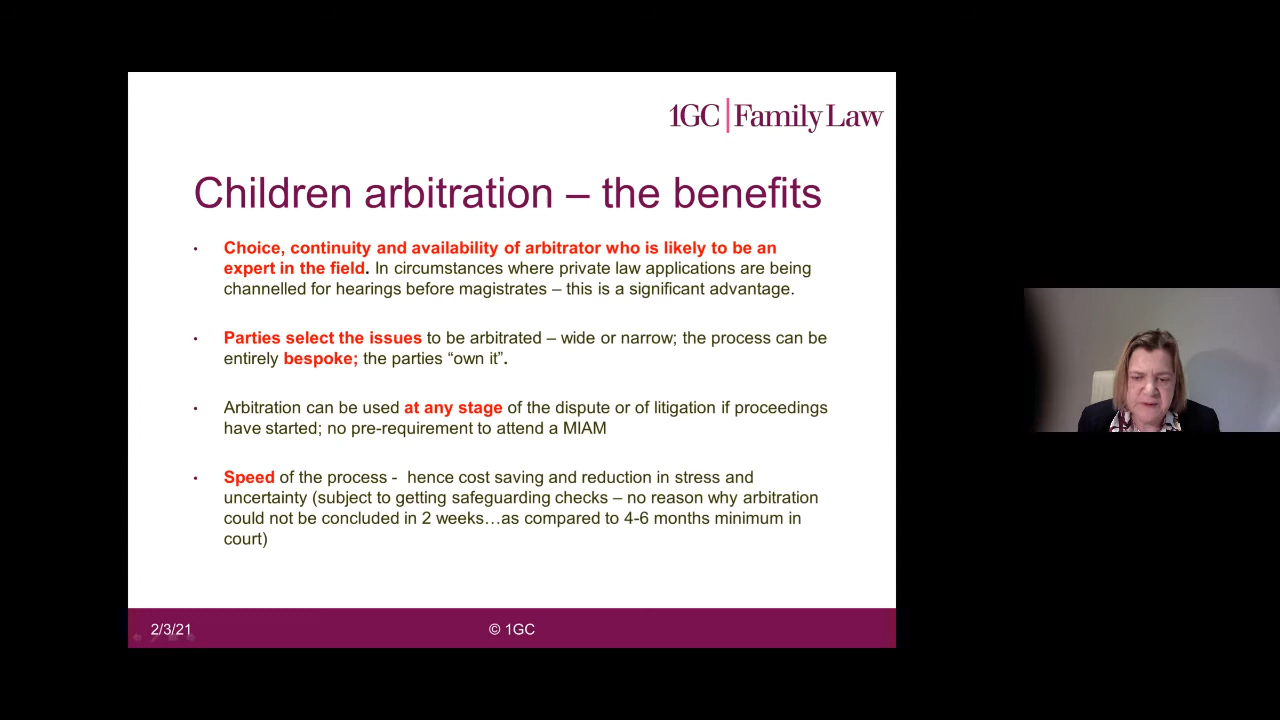 1GC | Family Law
Children arbitration – the benefits
• Choice, continuity and availability of arbitrator who is likely to be an
expert in the field. In circumstances where private law applications are being
channelled for hearings before magistrates – this is a significant advantage.
• Parties select the issues to be arbitrated – wide or narrow; the process can be
entirely bespoke; the parties “own it”.
• Arbitration can be used at any stage of the dispute or of litigation if proceedings
have started; no pre-requirement to attend a MIAM
• Speed of the process -  hence cost saving and reduction in stress and
uncertainty (subject to getting safeguarding checks – no reason why arbitration
could not be concluded in 2 weeks…as compared to 4-6 months minimum in
court)
2/3/21
© 1GC